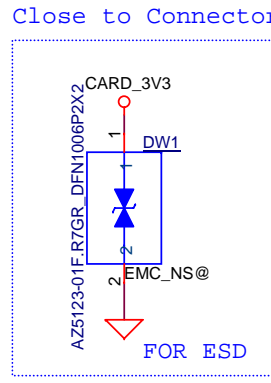 Close to Connector
CARD_3V3
1
DW1
1
AZ5123-01F.R7GR_DFN1006P2X2
2
2
EMC_NS@
FOR ESD